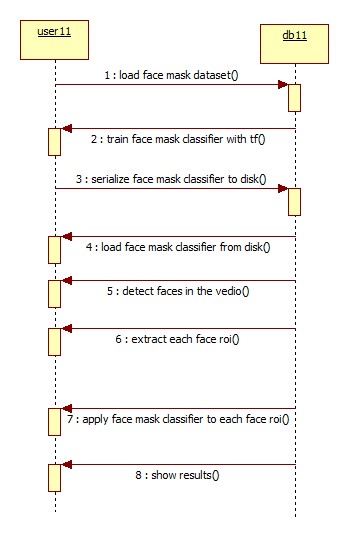 user11
db11
1 : load face mask dataset()
2 : train face mask classifier with tf()
3 : serialize face mask classifier to disk()
4 : load face mask classifier from disk()
5 : detect faces in the vedio()
6 : extract each face roi()
7 : apply face mask classifier to each face roi()
8 : show results()